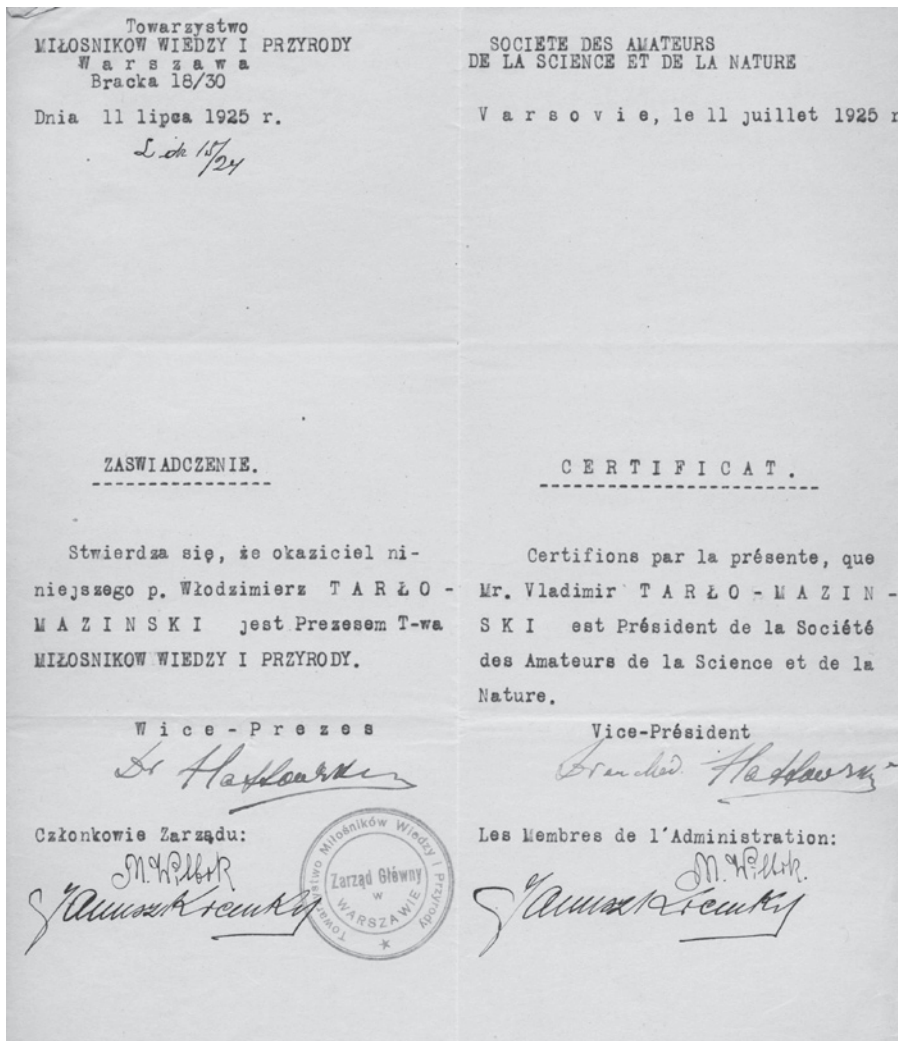 Towarzystwo
MIŁOSNIKOW WIEDZY I PRZYRODY
W a r s z a w a
Bracka 18/30
Dnia 11 lipca 1925 r.
SOCIETE DES AMATEURS
DE LA SCIENCE ET DE LA NATURE
V a r s o v i e, le 11 juillet 1925 r
ZASWIADCZENIE.
Stwierdza się, że okaziciel ni-
niejszego p. Włodzimierz T A R Ł O -
M A Z I N S K I jest Prezesem T-wa
MIŁOSNIKOW WIEDZY I PRZYRODY.
W i c e - P r e z e s
Dr
Członkowie Zarządu:
Towarzystwo Miłośników Wiedzy i Przyrody
Zarząd Główny
w
WARSZAWIE
C E R T I F I C A T .
Certifions par la présente, que
Mr. Vladimir T A R Ł O - M A Z I N -
S K I est Président de la Société
des Amateurs de la Science et de la
Nature.
Vice-Président
Les Membres de l'Administration: